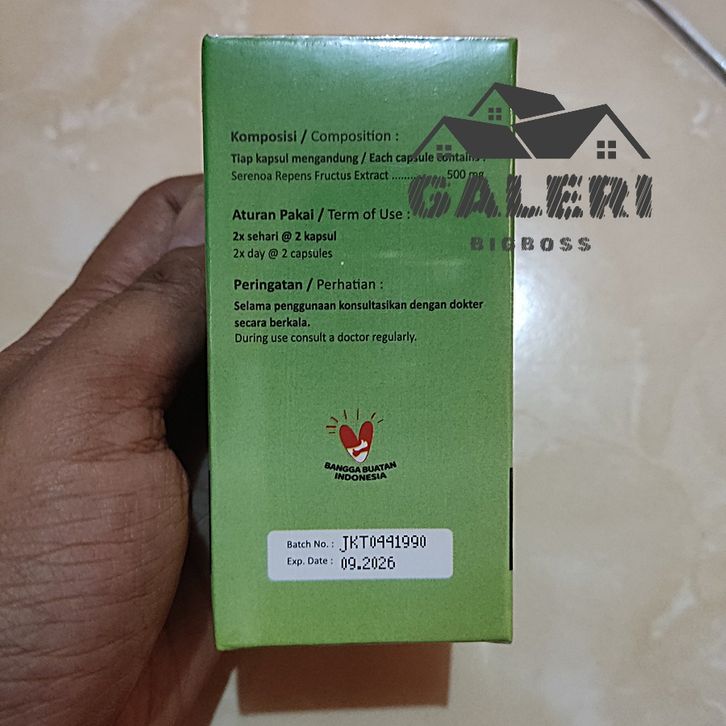 Komposisi / Composition :
Tiap kapsul mengandung / Each capsule contains :
Serenoa Repens Fructus Extract .......... 500 mg
GALERI
BIGBOSS
Aturan Pakai / Term of Use :
2x sehari @ 2 kapsul
2x day @ 2 capsules
Peringatan / Perhatian :
Selama penggunaan konsultasikan dengan dokter
secara berkala.
During use consult a doctor regularly.
BANGGA BUATAN
INDONESIA
Batch No. : JKT0441990
Exp. Date : 09.2026